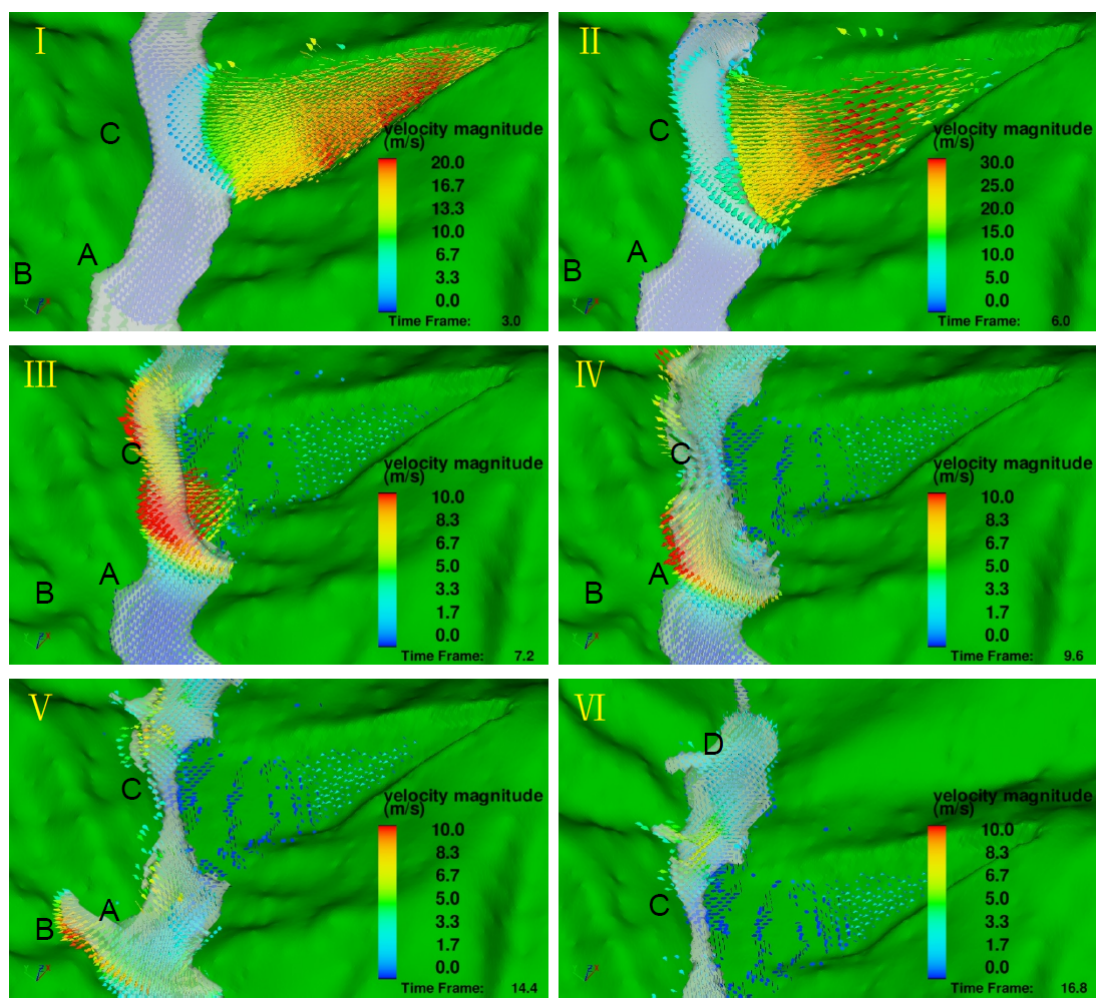 I
C
A
B
velocity magnitude
(m/s)
20.0
16.7
13.3
10.0
6.7
3.3
0.0
Time Frame: 3.0
II
C
A
B
velocity magnitude
(m/s)
30.0
25.0
20.0
15.0
10.0
5.0
0.0
Time Frame: 6.0
III
C
A
B
velocity magnitude
(m/s)
10.0
8.3
6.7
5.0
3.3
1.7
0.0
Time Frame: 7.2
IV
C
A
B
velocity magnitude
(m/s)
10.0
8.3
6.7
5.0
3.3
1.7
0.0
Time Frame: 9.6
V
C
A
B
velocity magnitude
(m/s)
10.0
8.3
6.7
5.0
3.3
1.7
0.0
Time Frame: 14.4
VI
D
C
velocity magnitude
(m/s)
10.0
8.3
6.7
5.0
3.3
1.7
0.0
Time Frame: 16.8